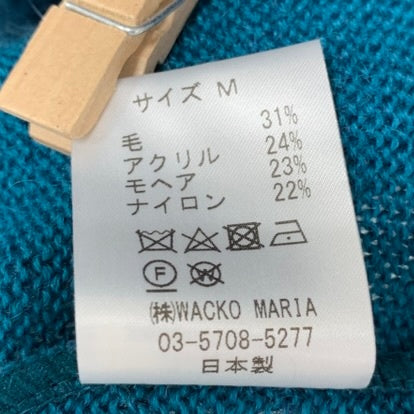 サイズ M
毛 31%
アクリル 24%
モヘア 23%
ナイロン 22%
F
W
㈱WACKO MARIA
03-5708-5277
日本製